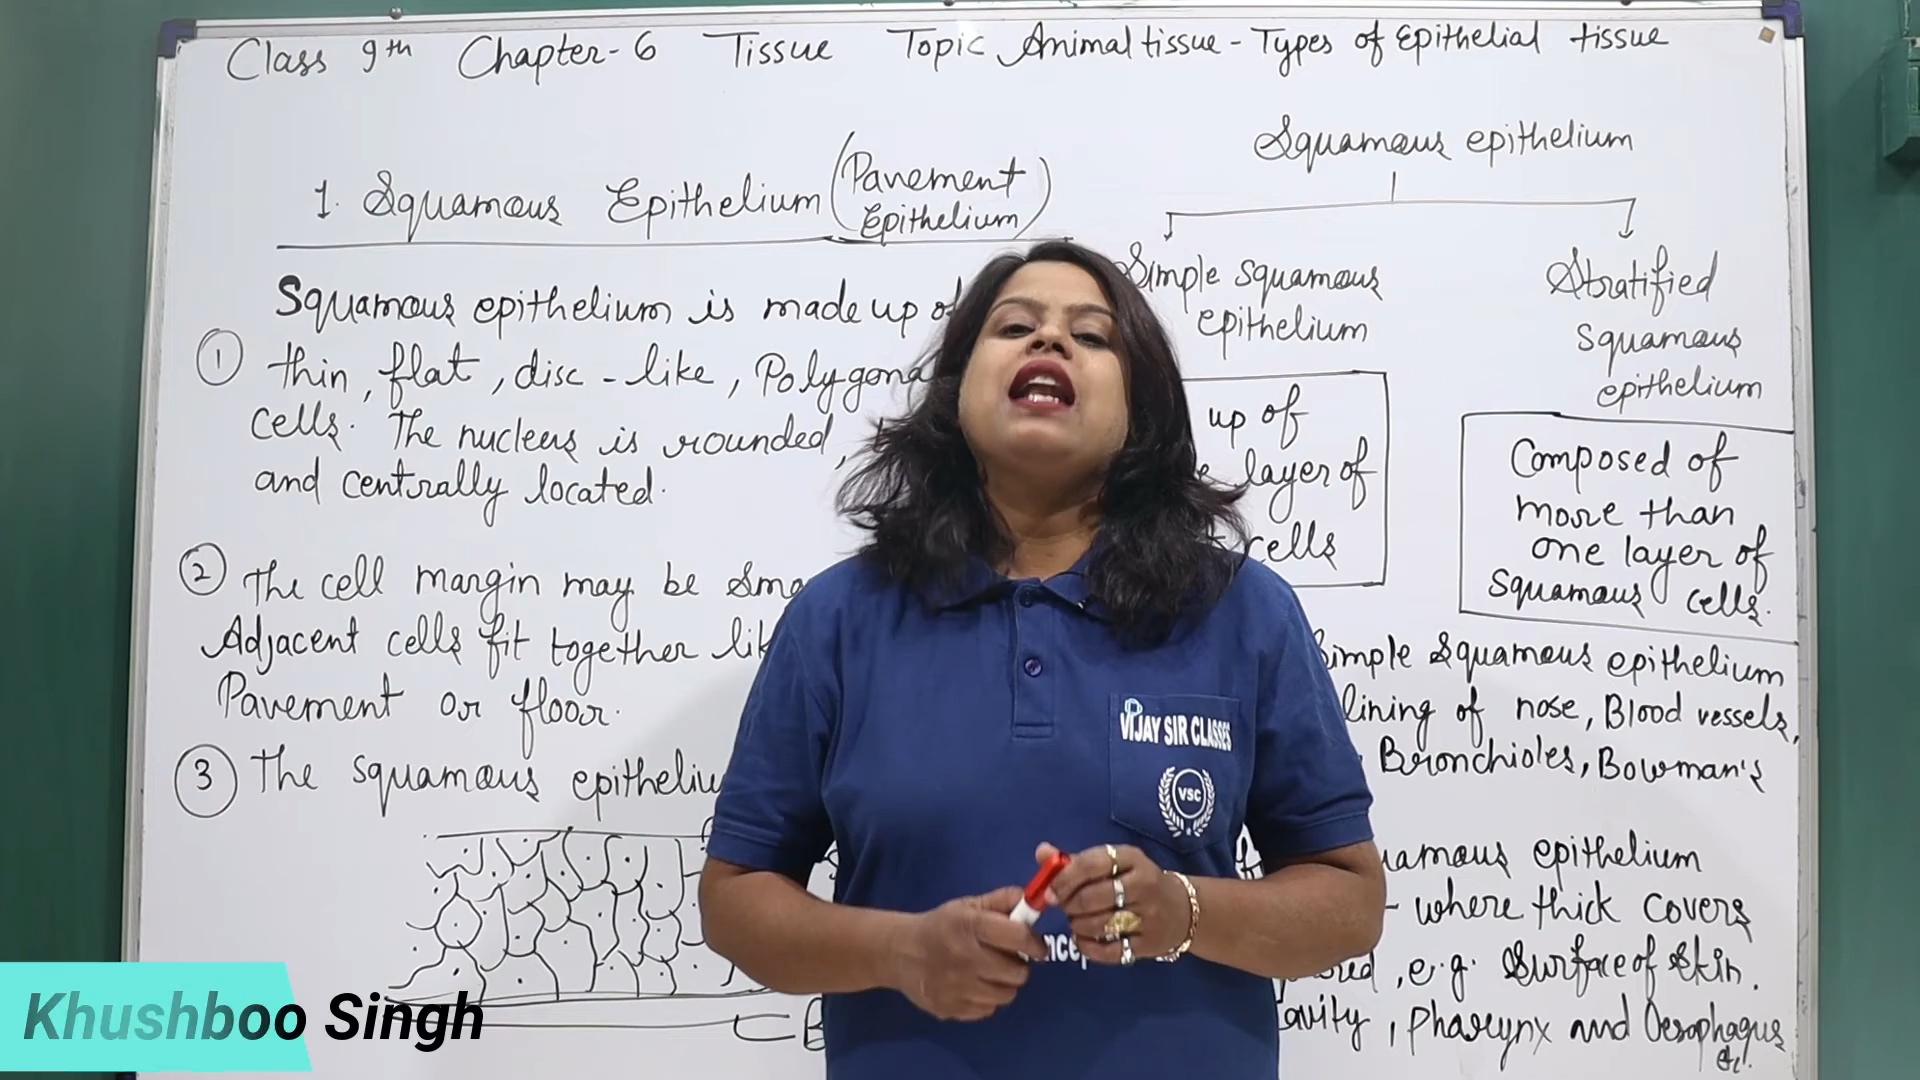 Class 9th Chapter-6 Tissue Topic Animal tissue - Types of Epithelial tissue
1. Squamous Epithelium (Pavement
Epithelium)
Squamous epithelium is made up of
① thin, flat, disc-like, Polygona
cells. The nucleus is rounded,
and centrally located.
② The cell margin may be
Adjacent cells fit together
Pavement or floor.
③ The squamous
Squamous epithelium
Simple squamous
epithelium
up of
layer of
cells
Stratified
squamous
epithelium
Composed of
more than
one layer of
squamous cells.
Simple squamous epithelium
lining of nose, Blood vessels,
Bronchioles, Bowman's
epithelium
- where thick covers
, e.g. Surface of skin.
, Pharynx and Oesophagus
etc.
VIJAY SIR CLASSES
VSC
Khushboo Singh